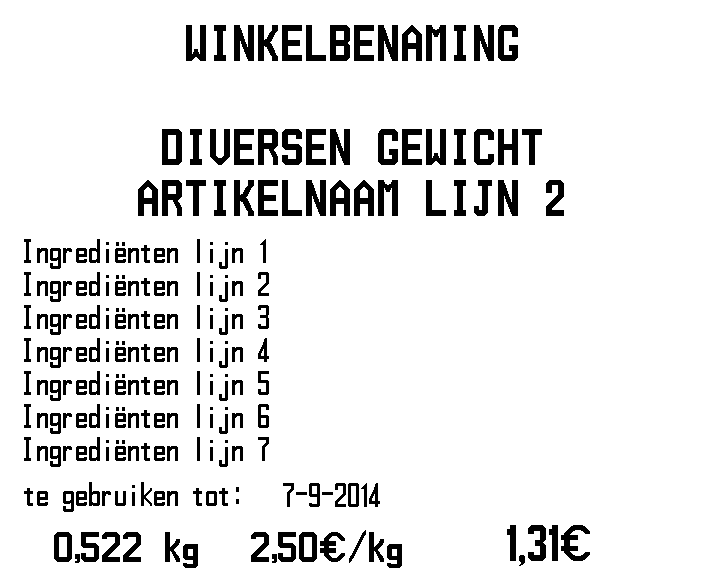 WINKELBENAMING
DIVERSEN GEWICHT
ARTIKELNAAM LIJN 2
Ingrediënten lijn 1
Ingrediënten lijn 2
Ingrediënten lijn 3
Ingrediënten lijn 4
Ingrediënten lijn 5
Ingrediënten lijn 6
Ingrediënten lijn 7
te gebruiken tot: 7-9-2014
0,522 kg 2,50€/kg 1,31€